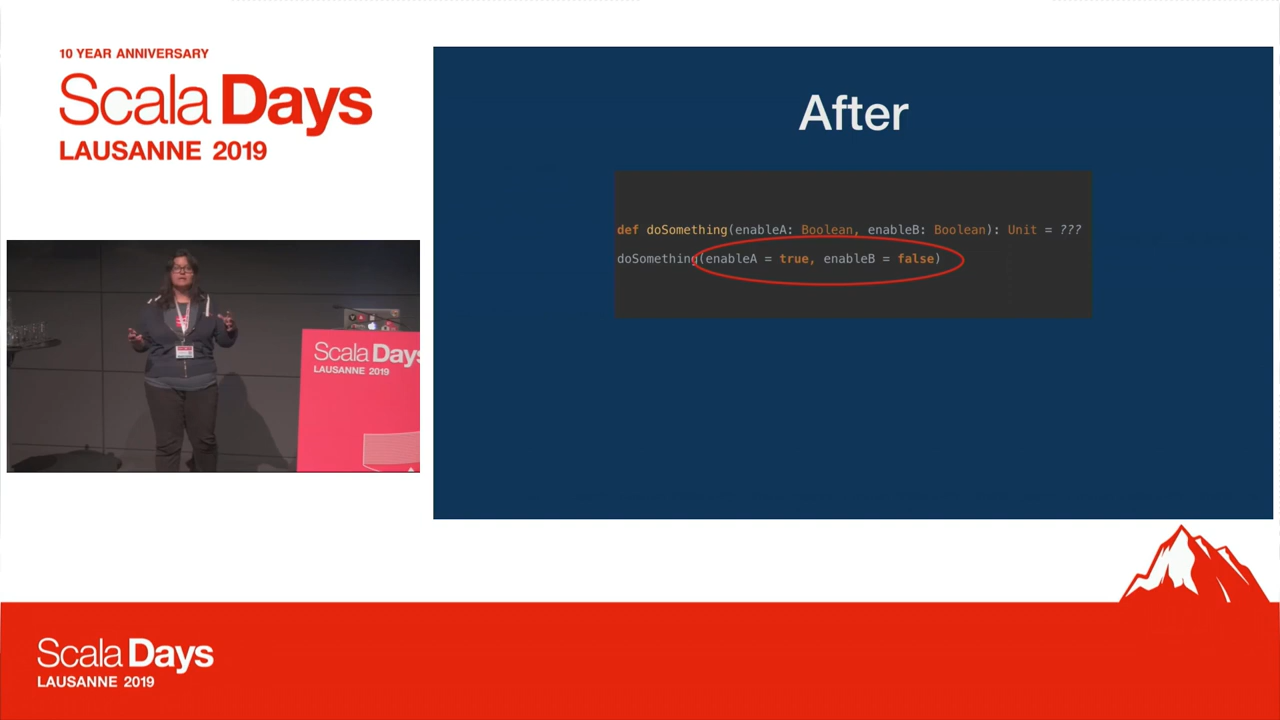 10 YEAR ANNIVERSARY
Scala Days
LAUSANNE 2019
After
def doSomething(enableA: Boolean, enableB: Boolean): Unit = ???
doSomething(enableA = true, enableB = false)
Scala Days
LAUSANNE 2019
Scala Days
LAUSANNE 2019